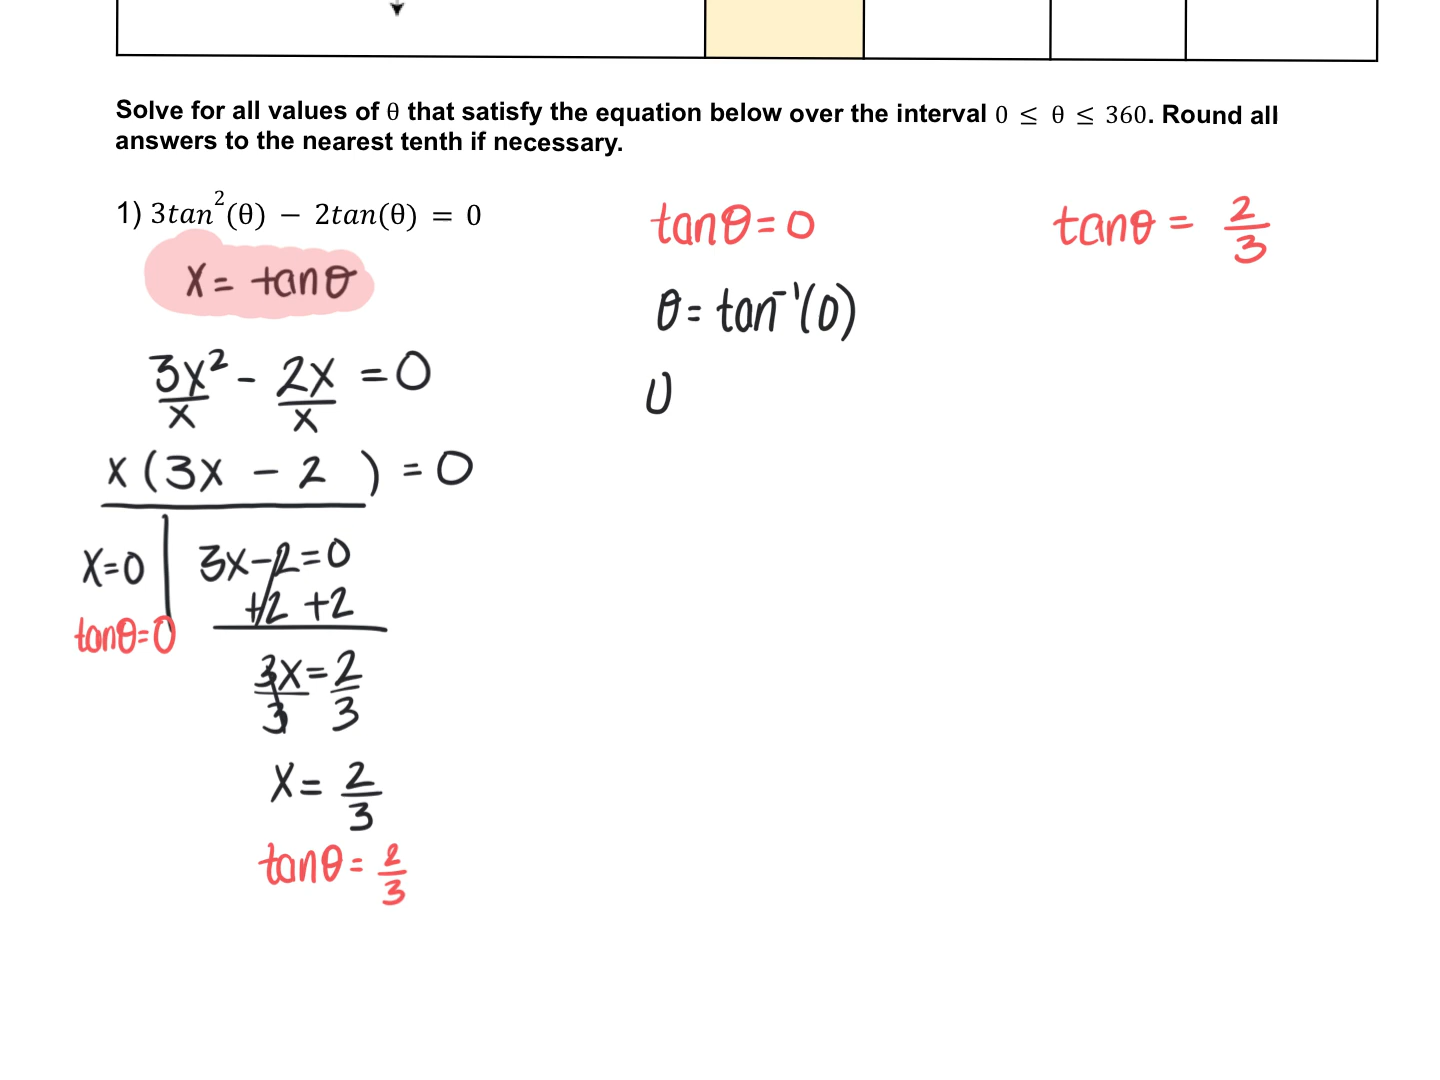 Solve for all values of θ that satisfy the equation below over the interval 0 ≤ θ ≤ 360. Round all
answers to the nearest tenth if necessary.
1) 3tan²(θ) − 2tan(θ) = 0
x = tanθ
3x² - 2x = 0
x x
x (3x - 2 ) = 0
x=0 3x-2=0
+2 +2
tanθ=0
3x=2
3 3
x= 2/3
tanθ= 2/3
tanθ=0
θ= tan⁻¹(0)
tanθ = 2/3